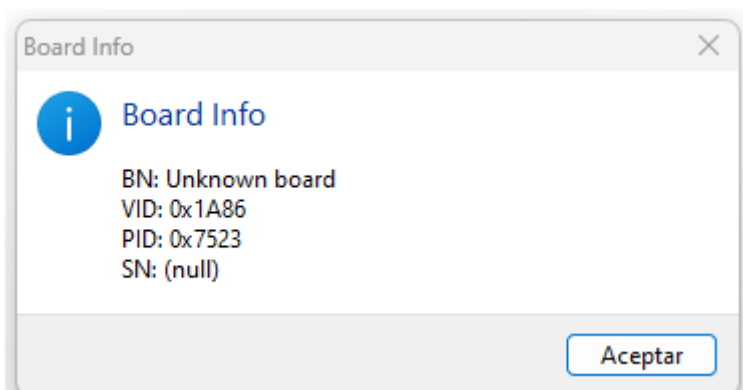 Board Info
Board Info
BN: Unknown board
VID: 0x1A86
PID: 0x7523
SN: (null)
Aceptar